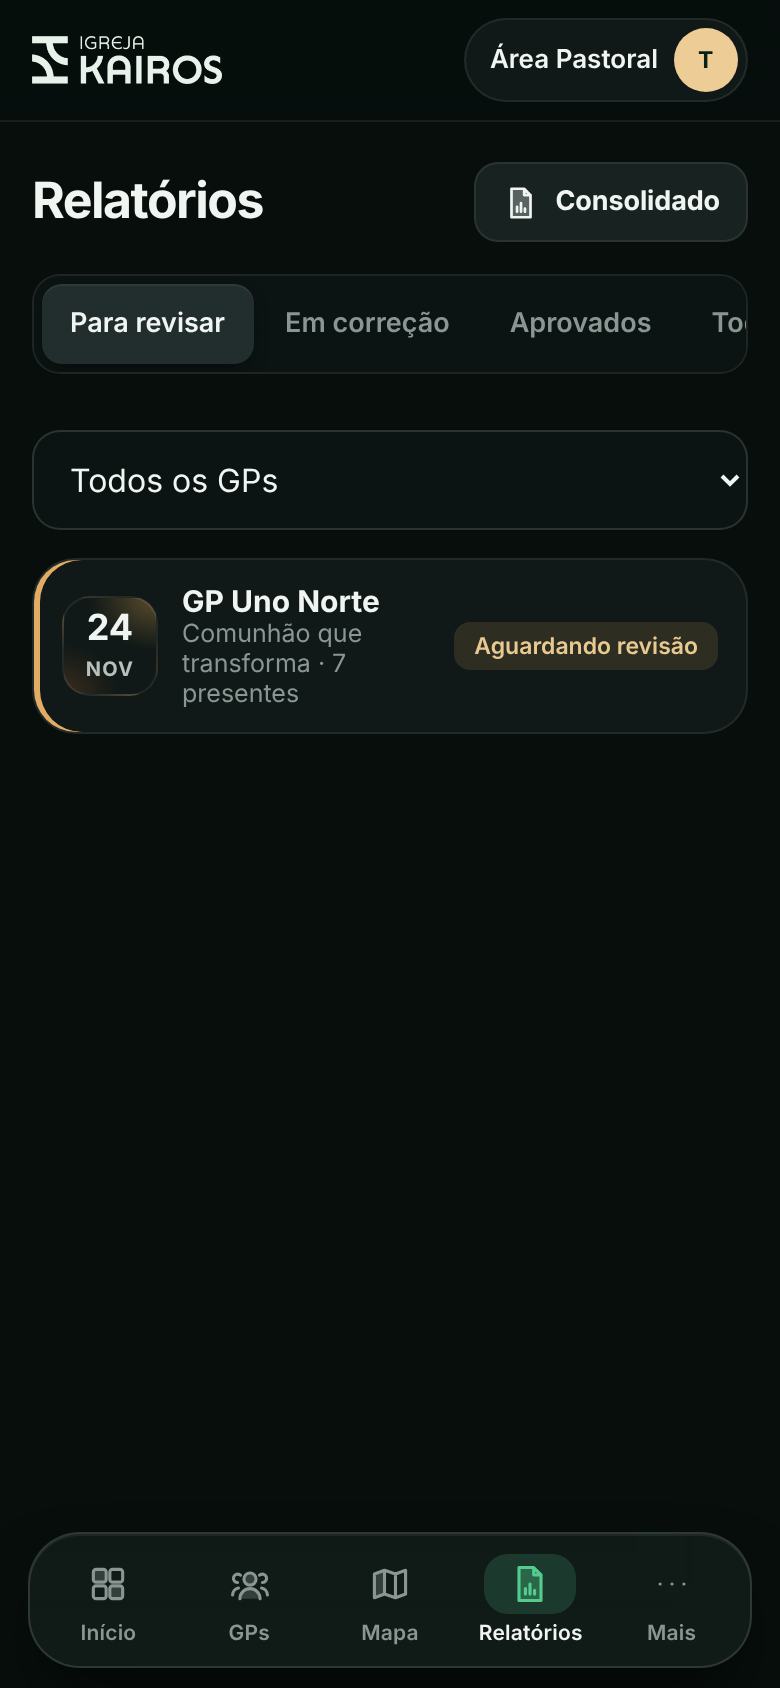 IGREJA
KAIROS
Área Pastoral
T
Relatórios
Consolidado
Para revisar
Em correção
Aprovados
Todos os GPs
24
NOV
GP Uno Norte
Comunhão que
transforma · 7
presentes
Aguardando revisão
Início
GPs
Mapa
Relatórios
Mais